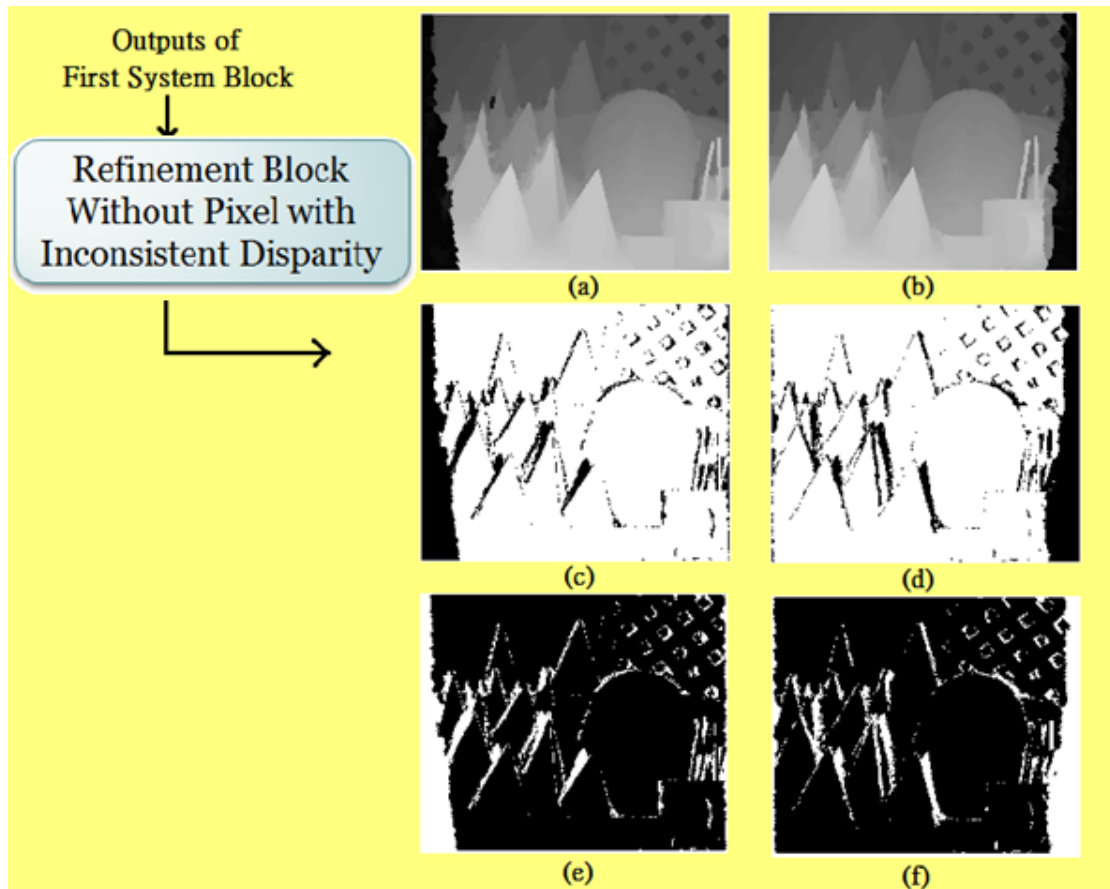 Outputs of
First System Block
Refinement Block
Without Pixel with
Inconsistent Disparity
(a)
(b)
(c)
(d)
(e)
(f)